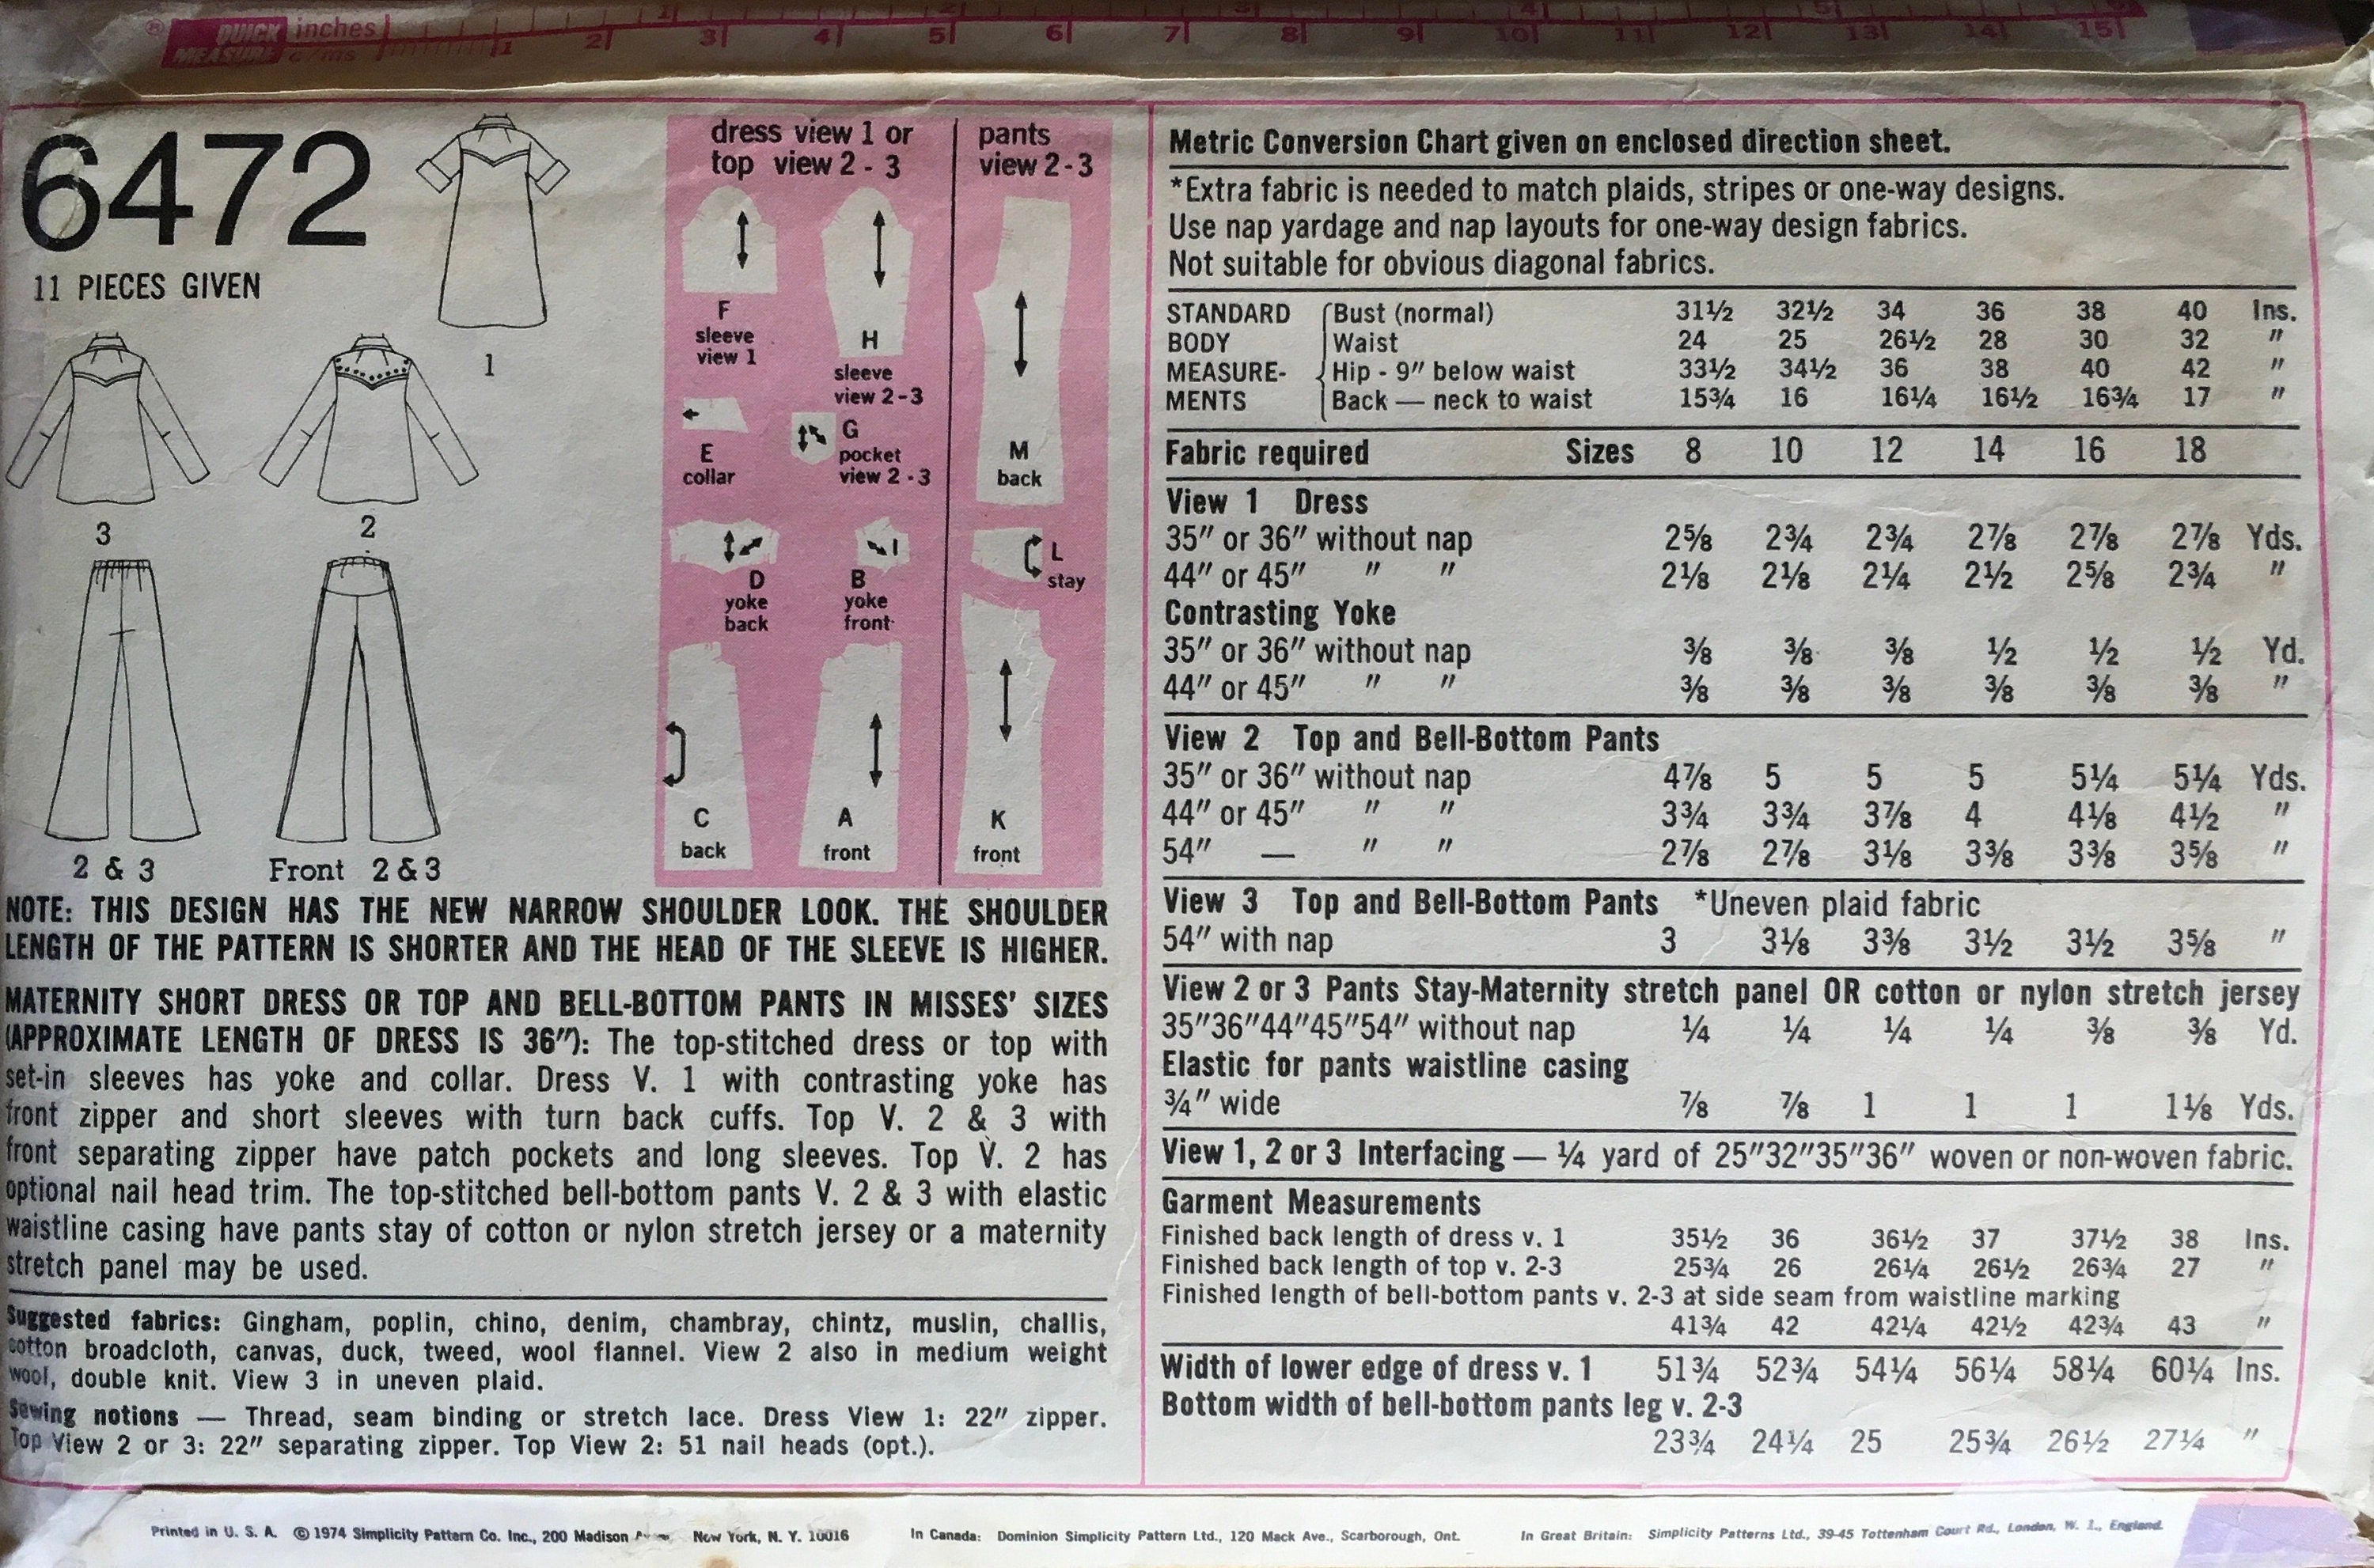 ® QUICK MEASURE inches c/ms 1 2 3 4 5 6 7 8 9 10 11 12 13 14 15
6472
11 PIECES GIVEN
1
3
2
2 & 3
Front 2 & 3
dress view 1 or
top view 2 - 3
pants
view 2 - 3
F
sleeve
view 1
H
sleeve
view 2 - 3
E
collar
G
pocket
view 2 - 3
M
back
D
yoke
back
B
yoke
front
L
stay
C
back
A
front
K
front
NOTE: THIS DESIGN HAS THE NEW NARROW SHOULDER LOOK. THE SHOULDER
LENGTH OF THE PATTERN IS SHORTER AND THE HEAD OF THE SLEEVE IS HIGHER.
MATERNITY SHORT DRESS OR TOP AND BELL-BOTTOM PANTS IN MISSES' SIZES
(APPROXIMATE LENGTH OF DRESS IS 36"): The top-stitched dress or top with
set-in sleeves has yoke and collar. Dress V. 1 with contrasting yoke has
front zipper and short sleeves with turn back cuffs. Top V. 2 & 3 with
front separating zipper have patch pockets and long sleeves. Top V. 2 has
optional nail head trim. The top-stitched bell-bottom pants V. 2 & 3 with elastic
waistline casing have pants stay of cotton or nylon stretch jersey or a maternity
stretch panel may be used.
Suggested fabrics: Gingham, poplin, chino, denim, chambray, chintz, muslin, challis,
cotton broadcloth, canvas, duck, tweed, wool flannel. View 2 also in medium weight
wool, double knit. View 3 in uneven plaid.
Sewing notions — Thread, seam binding or stretch lace. Dress View 1: 22" zipper.
Top View 2 or 3: 22" separating zipper. Top View 2: 51 nail heads (opt.).
Metric Conversion Chart given on enclosed direction sheet.
*Extra fabric is needed to match plaids, stripes or one-way designs.
Use nap yardage and nap layouts for one-way design fabrics.
Not suitable for obvious diagonal fabrics.
STANDARD Bust (normal) 31½ 32½ 34 36 38 40 Ins.
BODY Waist 24 25 26½ 28 30 32 "
MEASURE- Hip - 9" below waist 33½ 34½ 36 38 40 42 "
MENTS Back — neck to waist 15¾ 16 16¼ 16½ 16¾ 17 "
Fabric required Sizes 8 10 12 14 16 18
View 1 Dress
35" or 36" without nap 2⅝ 2¾ 2¾ 2⅞ 2⅞ 2⅞ Yds.
44" or 45" " " 2⅛ 2⅛ 2¼ 2½ 2⅝ 2¾ "
Contrasting Yoke
35" or 36" without nap ⅜ ⅜ ⅜ ½ ½ ½ Yd.
44" or 45" " " ⅜ ⅜ ⅜ ⅜ ⅜ ⅜ "
View 2 Top and Bell-Bottom Pants
35" or 36" without nap 4⅞ 5 5 5 5¼ 5¼ Yds.
44" or 45" " " 3¾ 3¾ 3⅞ 4 4⅛ 4½ "
54" — " " 2⅞ 2⅞ 3⅛ 3⅜ 3⅜ 3⅝ "
View 3 Top and Bell-Bottom Pants *Uneven plaid fabric
54" with nap 3 3⅛ 3⅜ 3½ 3½ 3⅝ "
View 2 or 3 Pants Stay-Maternity stretch panel OR cotton or nylon stretch jersey
35"36"44"45"54" without nap ¼ ¼ ¼ ¼ ⅜ ⅜ Yd.
Elastic for pants waistline casing
¾" wide ⅞ ⅞ 1 1 1 1⅛ Yds.
View 1, 2 or 3 Interfacing — ¼ yard of 25"32"35"36" woven or non-woven fabric.
Garment Measurements
Finished back length of dress v. 1 35½ 36 36½ 37 37½ 38 Ins.
Finished back length of top v. 2-3 25¾ 26 26¼ 26½ 26¾ 27 "
Finished length of bell-bottom pants v. 2-3 at side seam from waistline marking
41¾ 42 42¼ 42½ 42¾ 43 "
Width of lower edge of dress v. 1 51¾ 52¾ 54¼ 56¼ 58¼ 60¼ Ins.
Bottom width of bell-bottom pants leg v. 2-3
23¾ 24¼ 25 25¾ 26½ 27¼ "
Printed in U. S. A. © 1974 Simplicity Pattern Co. Inc., 200 Madison New York, N. Y. 10016 In Canada: Dominion Simplicity Pattern Ltd., 120 Mack Ave., Scarborough, Ont. In Great Britain: Simplicity Patterns Ltd., 39-45 Tottenham Court Rd., London, W. 1., England.